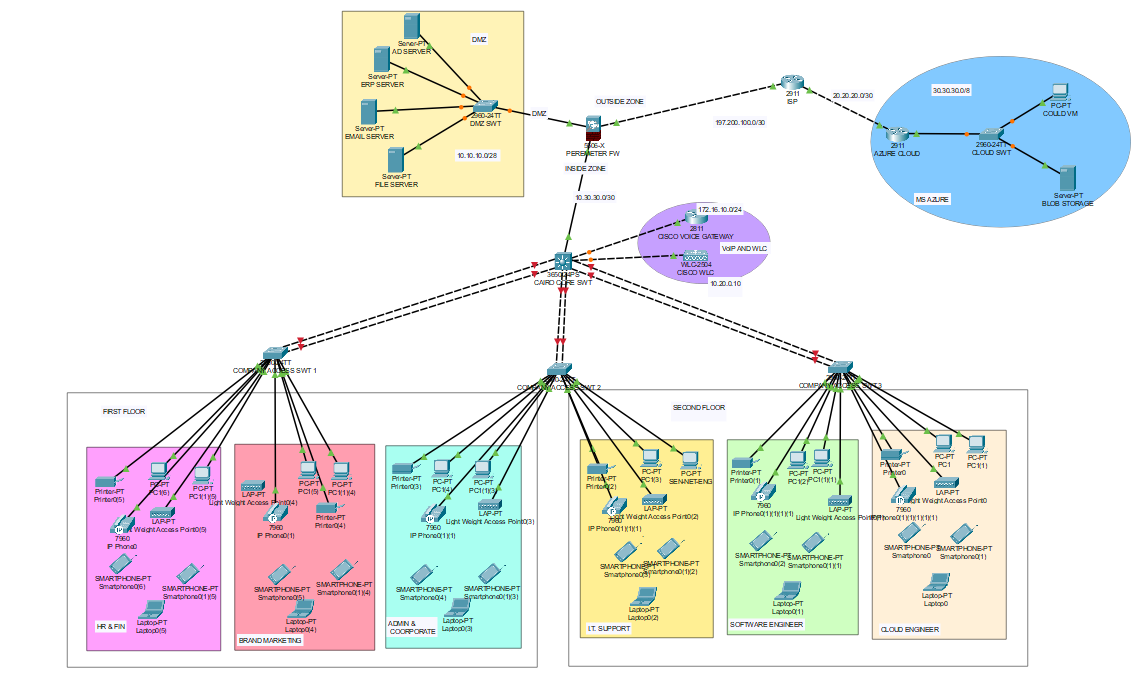 DMZ
Server-PT
AD SERVER
Server-PT
ERP SERVER
Server-PT
EMAIL SERVER
Server-PT
FILE SERVER
2960-24TT
DMZ SWT
10.10.10.0/28
DMZ
OUTSIDE ZONE
5506-X
PEREMETER FW
INSIDE ZONE
10.30.30.0/30
197.200.100.0/30
2911
ISP
20.20.20.0/30
30.30.30.0/8
PC-PT
COULD VM
2911
AZURE CLOUD
2960-24TT
CLOUD SWT
Server-PT
BLOB STORAGE
MS AZURE
172.16.10.0/24
2811
CISCO VOICE GATEWAY
VoIP AND WLC
WLC-2504
CISCO WLC
10.20.0.10
3650-24PS
CAIRO CORE SWT
COMPANY ACCESS SWT 1
COMPANY ACCESS SWT 2
COMPANY ACCESS SWT 3
FIRST FLOOR
SECOND FLOOR
Printer-PT
Printer0(5)
PC-PT
PC1(6)
PC-PT
PC1(1)(5)
LAP-PT
Weight Access Point0(5)
7960
IP Phone0
SMARTPHONE-PT
Smartphone0(6)
SMARTPHONE-PT
Smartphone0(1)(5)
Laptop-PT
Laptop0(5)
HR & FIN
LAP-PT
Access Point0(4)
PC-PT
PC1(5)
PC-PT
PC1(1)(4)
7960
IP Phone0(1)
Printer-PT
Printer0(4)
SMARTPHONE-PT
Smartphone0(5)
SMARTPHONE-PT
Smartphone0(1)(4)
Laptop-PT
Laptop0(4)
BRAND MARKETING
Printer-PT
Printer0(3)
PC-PT
PC1(4)
PC-PT
PC1(1)(3)
LAP-PT
Light Weight Access Point0(3)
7960
IP Phone0(1)(1)
SMARTPHONE-PT
Smartphone0(4)
SMARTPHONE-PT
Smartphone0(1)(3)
Laptop-PT
Laptop0(3)
ADMIN &
COORPORATE
Printer-PT
Printer0(2)
PC-PT
PC1(3)
PC-PT
SENNET-ENG
LAP-PT
Light Weight Access Point0(2)
7960
IP Phone0(1)(1)(1)
SMARTPHONE-PT
Smartphone0(3)
SMARTPHONE-PT
Smartphone0(1)(2)
Laptop-PT
Laptop0(2)
I.T. SUPPORT
Printer-PT
Printer0(1)
PC-PT
PC1(2)
PC-PT
PC1(1)(1)
LAP-PT
Light Weight Access
7960
IP Phone0(1)(1)(1)(1)
SMARTPHONE-PT
Smartphone0(2)
SMARTPHONE-PT
Smartphone0(1)(1)
Laptop-PT
Laptop0(1)
SOFTWARE ENGINEER
Printer-PT
Printer0
PC-PT
PC1
PC-PT
PC1(1)
LAP-PT
Light Weight Access Point0
7960
SMARTPHONE-PT
Smartphone0
SMARTPHONE-PT
Smartphone0(1)
Laptop-PT
Laptop0
CLOUD ENGINEER